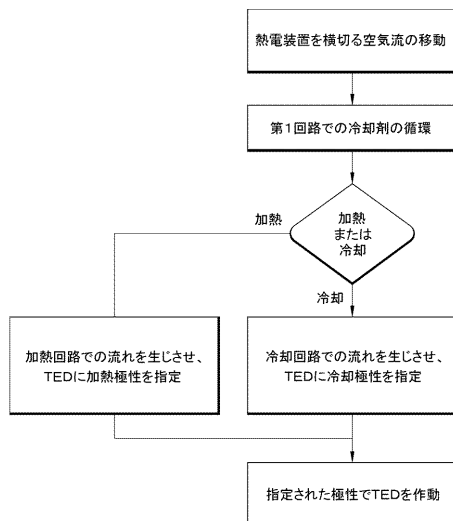 熱電装置を横切る空気流の移動
第1回路での冷却剤の循環
加熱
または
冷却
加熱
冷却
加熱回路での流れを生じさせ、
TEDに加熱極性を指定
冷却回路での流れを生じさせ、
TEDに冷却極性を指定
指定された極性でTEDを作動